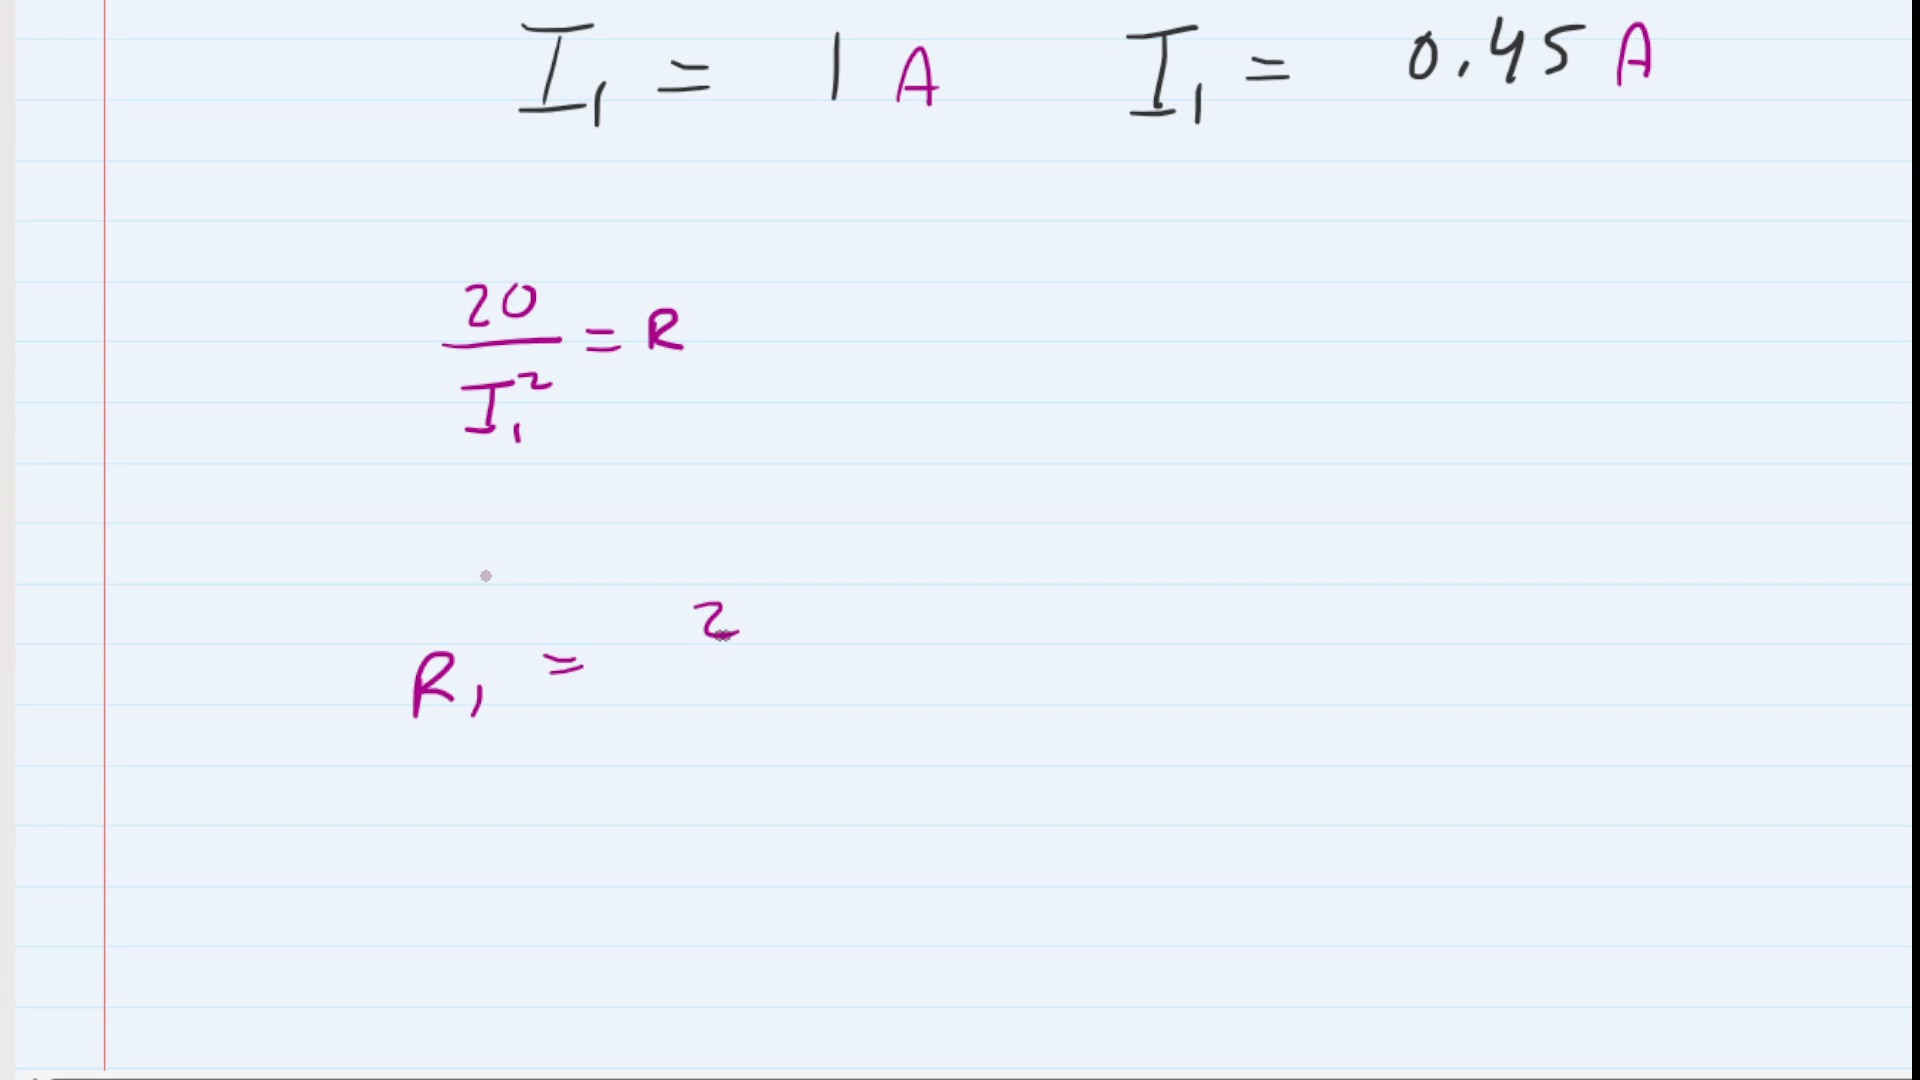 I₁ = 1 A I₁ = 0.45 A
20/I₁² = R
R₁ = 2